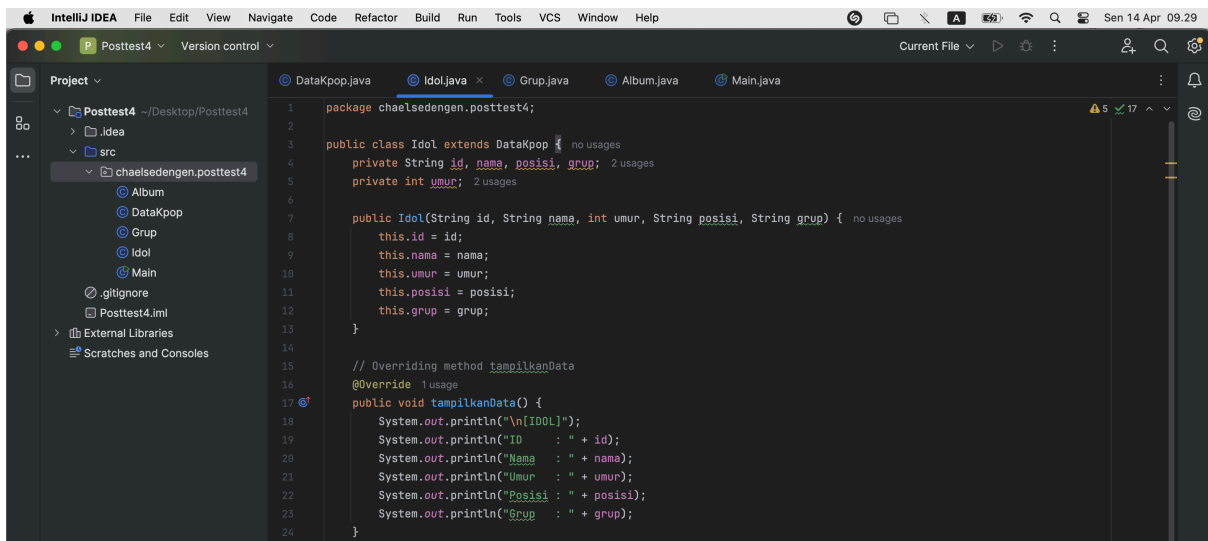 IntelliJ IDEA File Edit View Navigate Code Refactor Build Run Tools VCS Window Help A Sen 14 Apr 09.29
P Posttest4 Version control Current File
Project
DataKpop.java Idol.java Grup.java Album.java Main.java
Posttest4 ~/Desktop/Posttest4
.idea
src
chaelsedengen.posttest4
Album
DataKpop
Grup
Idol
Main
.gitignore
Posttest4.iml
External Libraries
Scratches and Consoles
5 17
1 package chaelsedengen.posttest4;
2
3 public class Idol extends DataKpop { no usages
4 private String id, nama, posisi, grup; 2 usages
5 private int umur; 2 usages
6
7 public Idol(String id, String nama, int umur, String posisi, String grup) { no usages
8 this.id = id;
9 this.nama = nama;
10 this.umur = umur;
11 this.posisi = posisi;
12 this.grup = grup;
13 }
14
15 // Overriding method tampilkanData
16 @Override 1 usage
17 public void tampilkanData() {
18 System.out.println("\n[IDOL]");
19 System.out.println("ID : " + id);
20 System.out.println("Nama : " + nama);
21 System.out.println("Umur : " + umur);
22 System.out.println("Posisi : " + posisi);
23 System.out.println("Grup : " + grup);
24 }